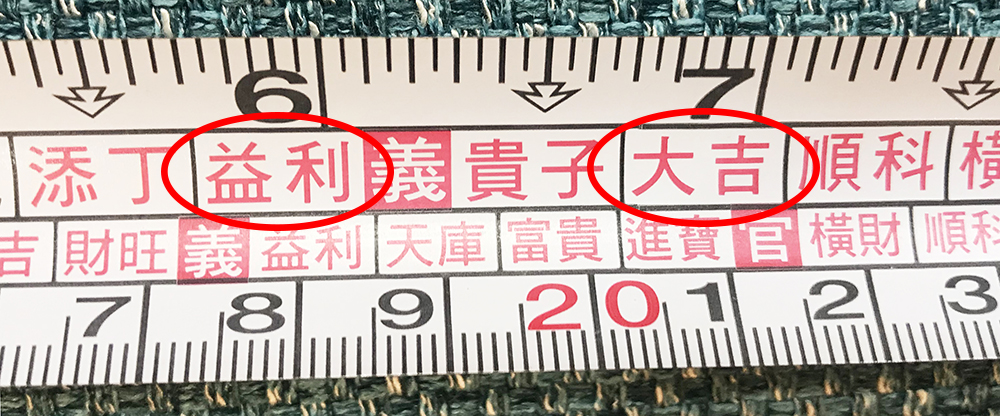 6 7
添丁 益利 義 貴子 大吉 順科 橫
吉 財旺 義 益利 天庫 富貴 進寶 官 橫財 順科
7 8 9 20 1 2 3